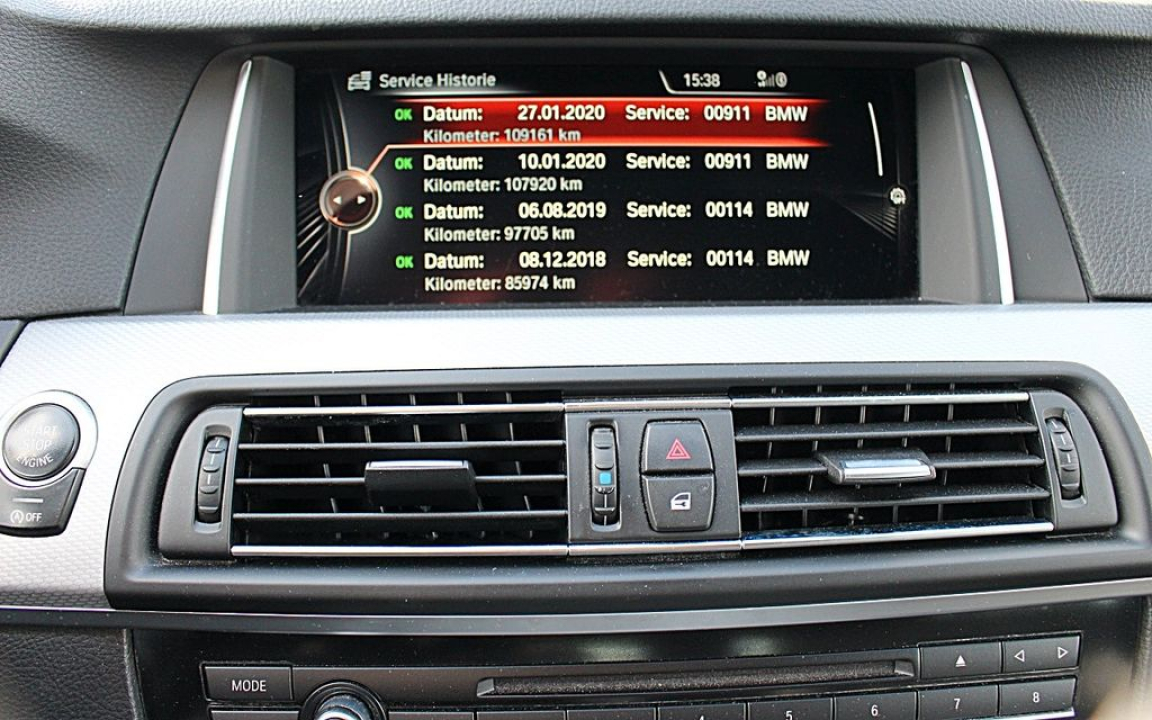 Service Historie 15:38
OK Datum: 27.01.2020 Service: 00911 BMW
Kilometer: 109161 km
OK Datum: 10.01.2020 Service: 00911 BMW
Kilometer: 107920 km
OK Datum: 06.08.2019 Service: 00114 BMW
Kilometer: 97705 km
OK Datum: 08.12.2018 Service: 00114 BMW
Kilometer: 85974 km
START
STOP
ENGINE
A OFF
MODE
4 5 6 7 8